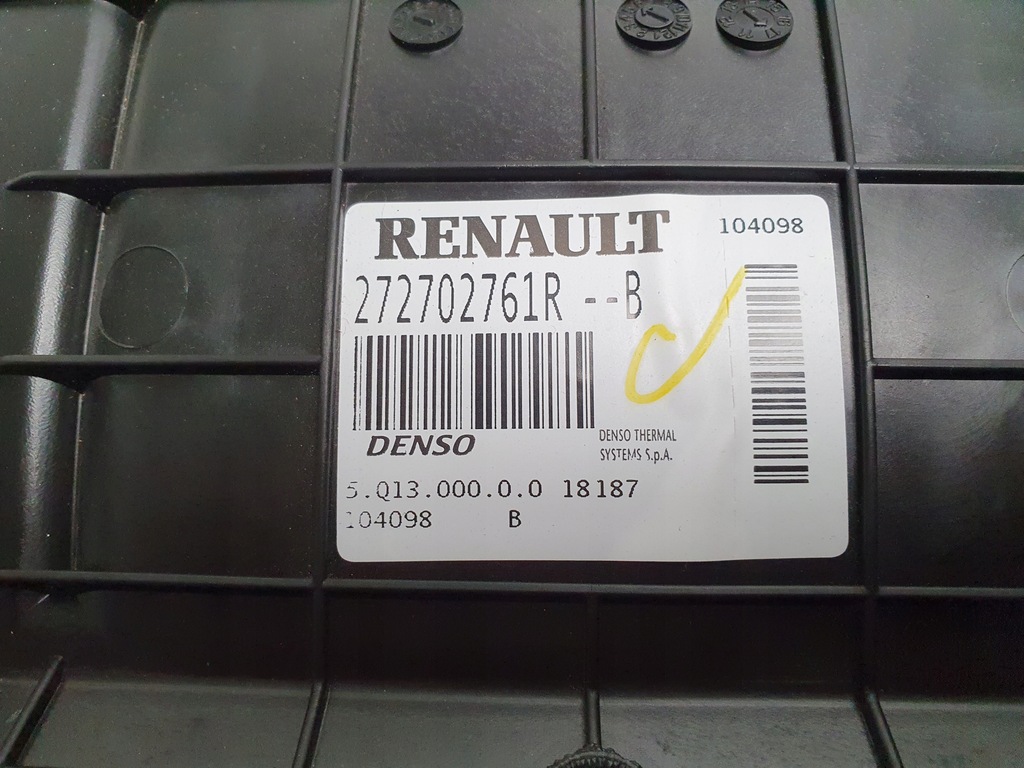 RENAULT
104098
272702761R --B
DENSO
DENSO THERMAL
SYSTEMS S.p.A.
5.Q13.000.0.0 18187
104098 B